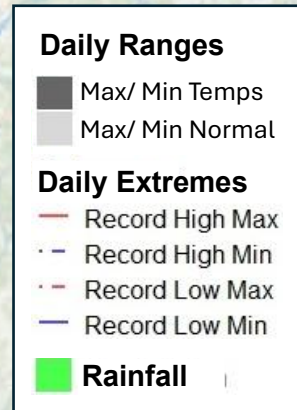 Daily Ranges
Max/ Min Temps
Max/ Min Normal
Daily Extremes
Record High Max
Record High Min
Record Low Max
Record Low Min
Rainfall